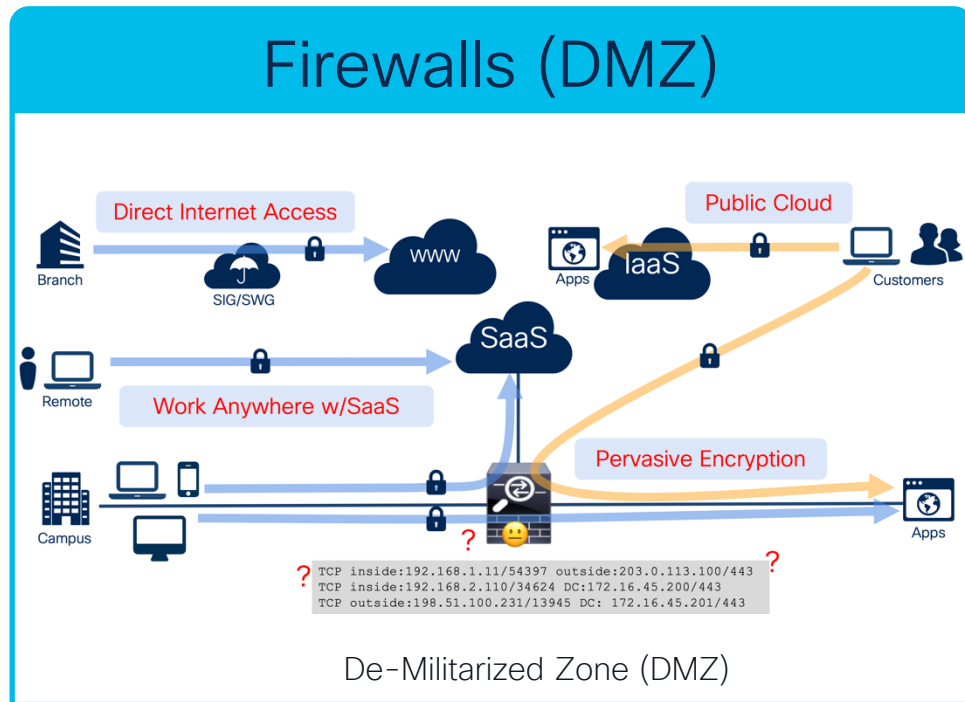 Firewalls (DMZ)
Direct Internet Access
Public Cloud
Branch
SIG/SWG
www
Apps
IaaS
Customers
SaaS
Remote
Work Anywhere w/SaaS
Pervasive Encryption
Campus
Apps
?
?
?
TCP inside:192.168.1.11/54397 outside:203.0.113.100/443
TCP inside:192.168.2.110/34624 DC:172.16.45.200/443
TCP outside:198.51.100.231/13945 DC: 172.16.45.201/443
De-Militarized Zone (DMZ)